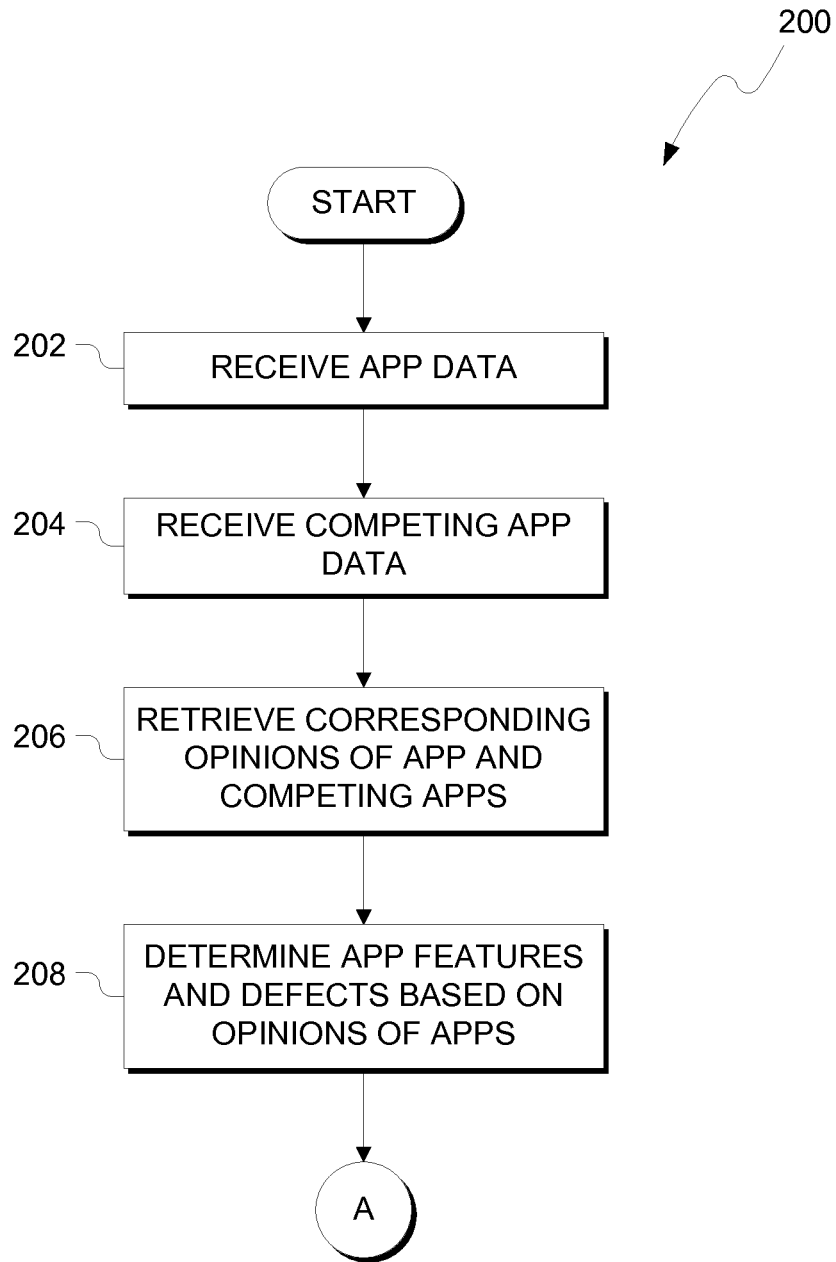 200
START
202
RECEIVE APP DATA
204
RECEIVE COMPETING APP
DATA
206
RETRIEVE CORRESPONDING
OPINIONS OF APP AND
COMPETING APPS
208
DETERMINE APP FEATURES
AND DEFECTS BASED ON
OPINIONS OF APPS
A